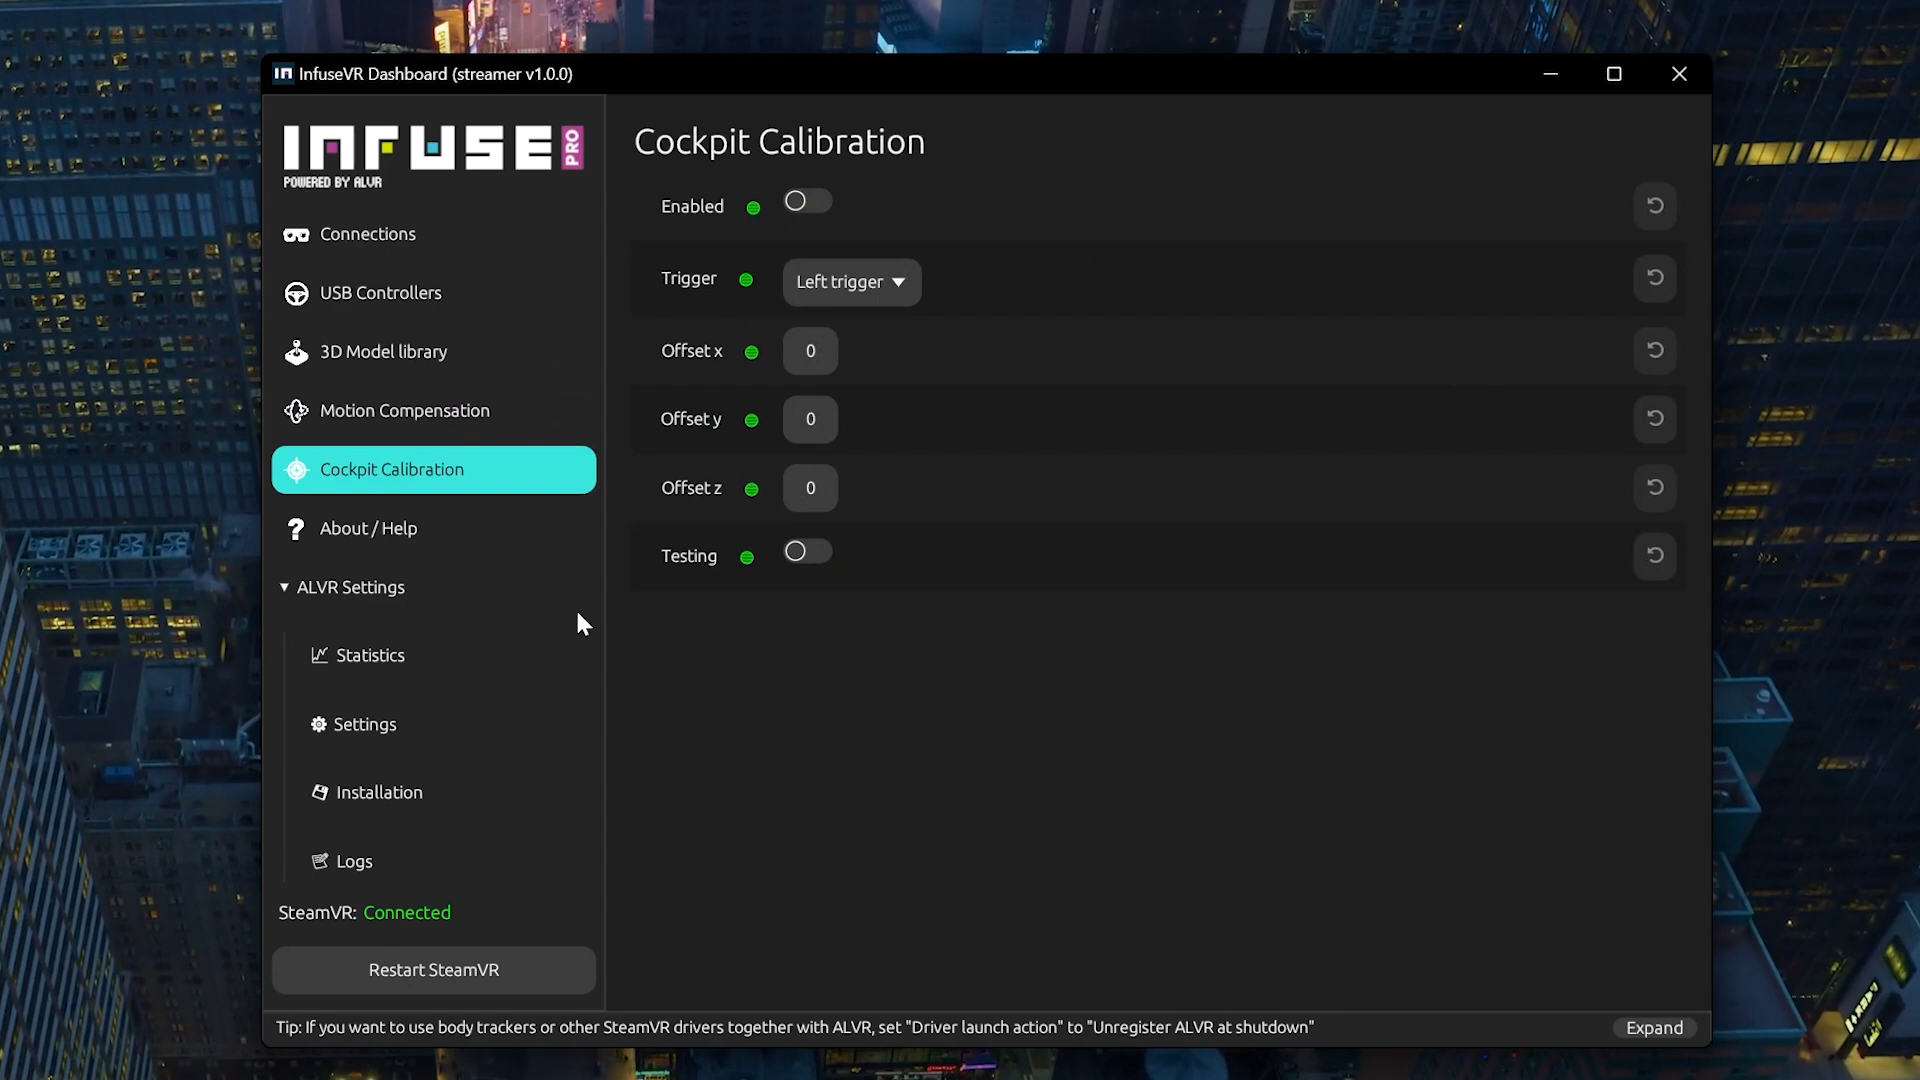 InfuseVR Dashboard (streamer v1.0.0)
INFUSE PRO
POWERED BY ALVR
Connections
USB Controllers
3D Model library
Motion Compensation
Cockpit Calibration
About / Help
ALVR Settings
Statistics
Settings
Installation
Logs
SteamVR: Connected
Restart SteamVR
Cockpit Calibration
Enabled
Trigger Left trigger
Offset x 0
Offset y 0
Offset z 0
Testing
Tip: If you want to use body trackers or other SteamVR drivers together with ALVR, set "Driver launch action" to "Unregister ALVR at shutdown"
Expand